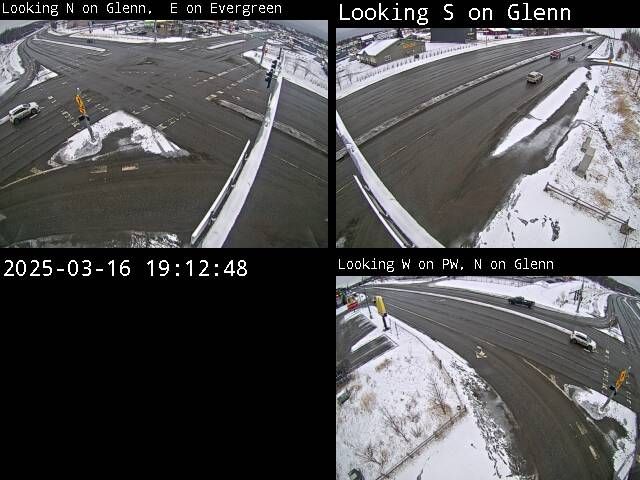 Looking N on Glenn,  E on Evergreen
Looking S on Glenn
2025-03-16 19:12:48
Looking W on PW, N on Glenn